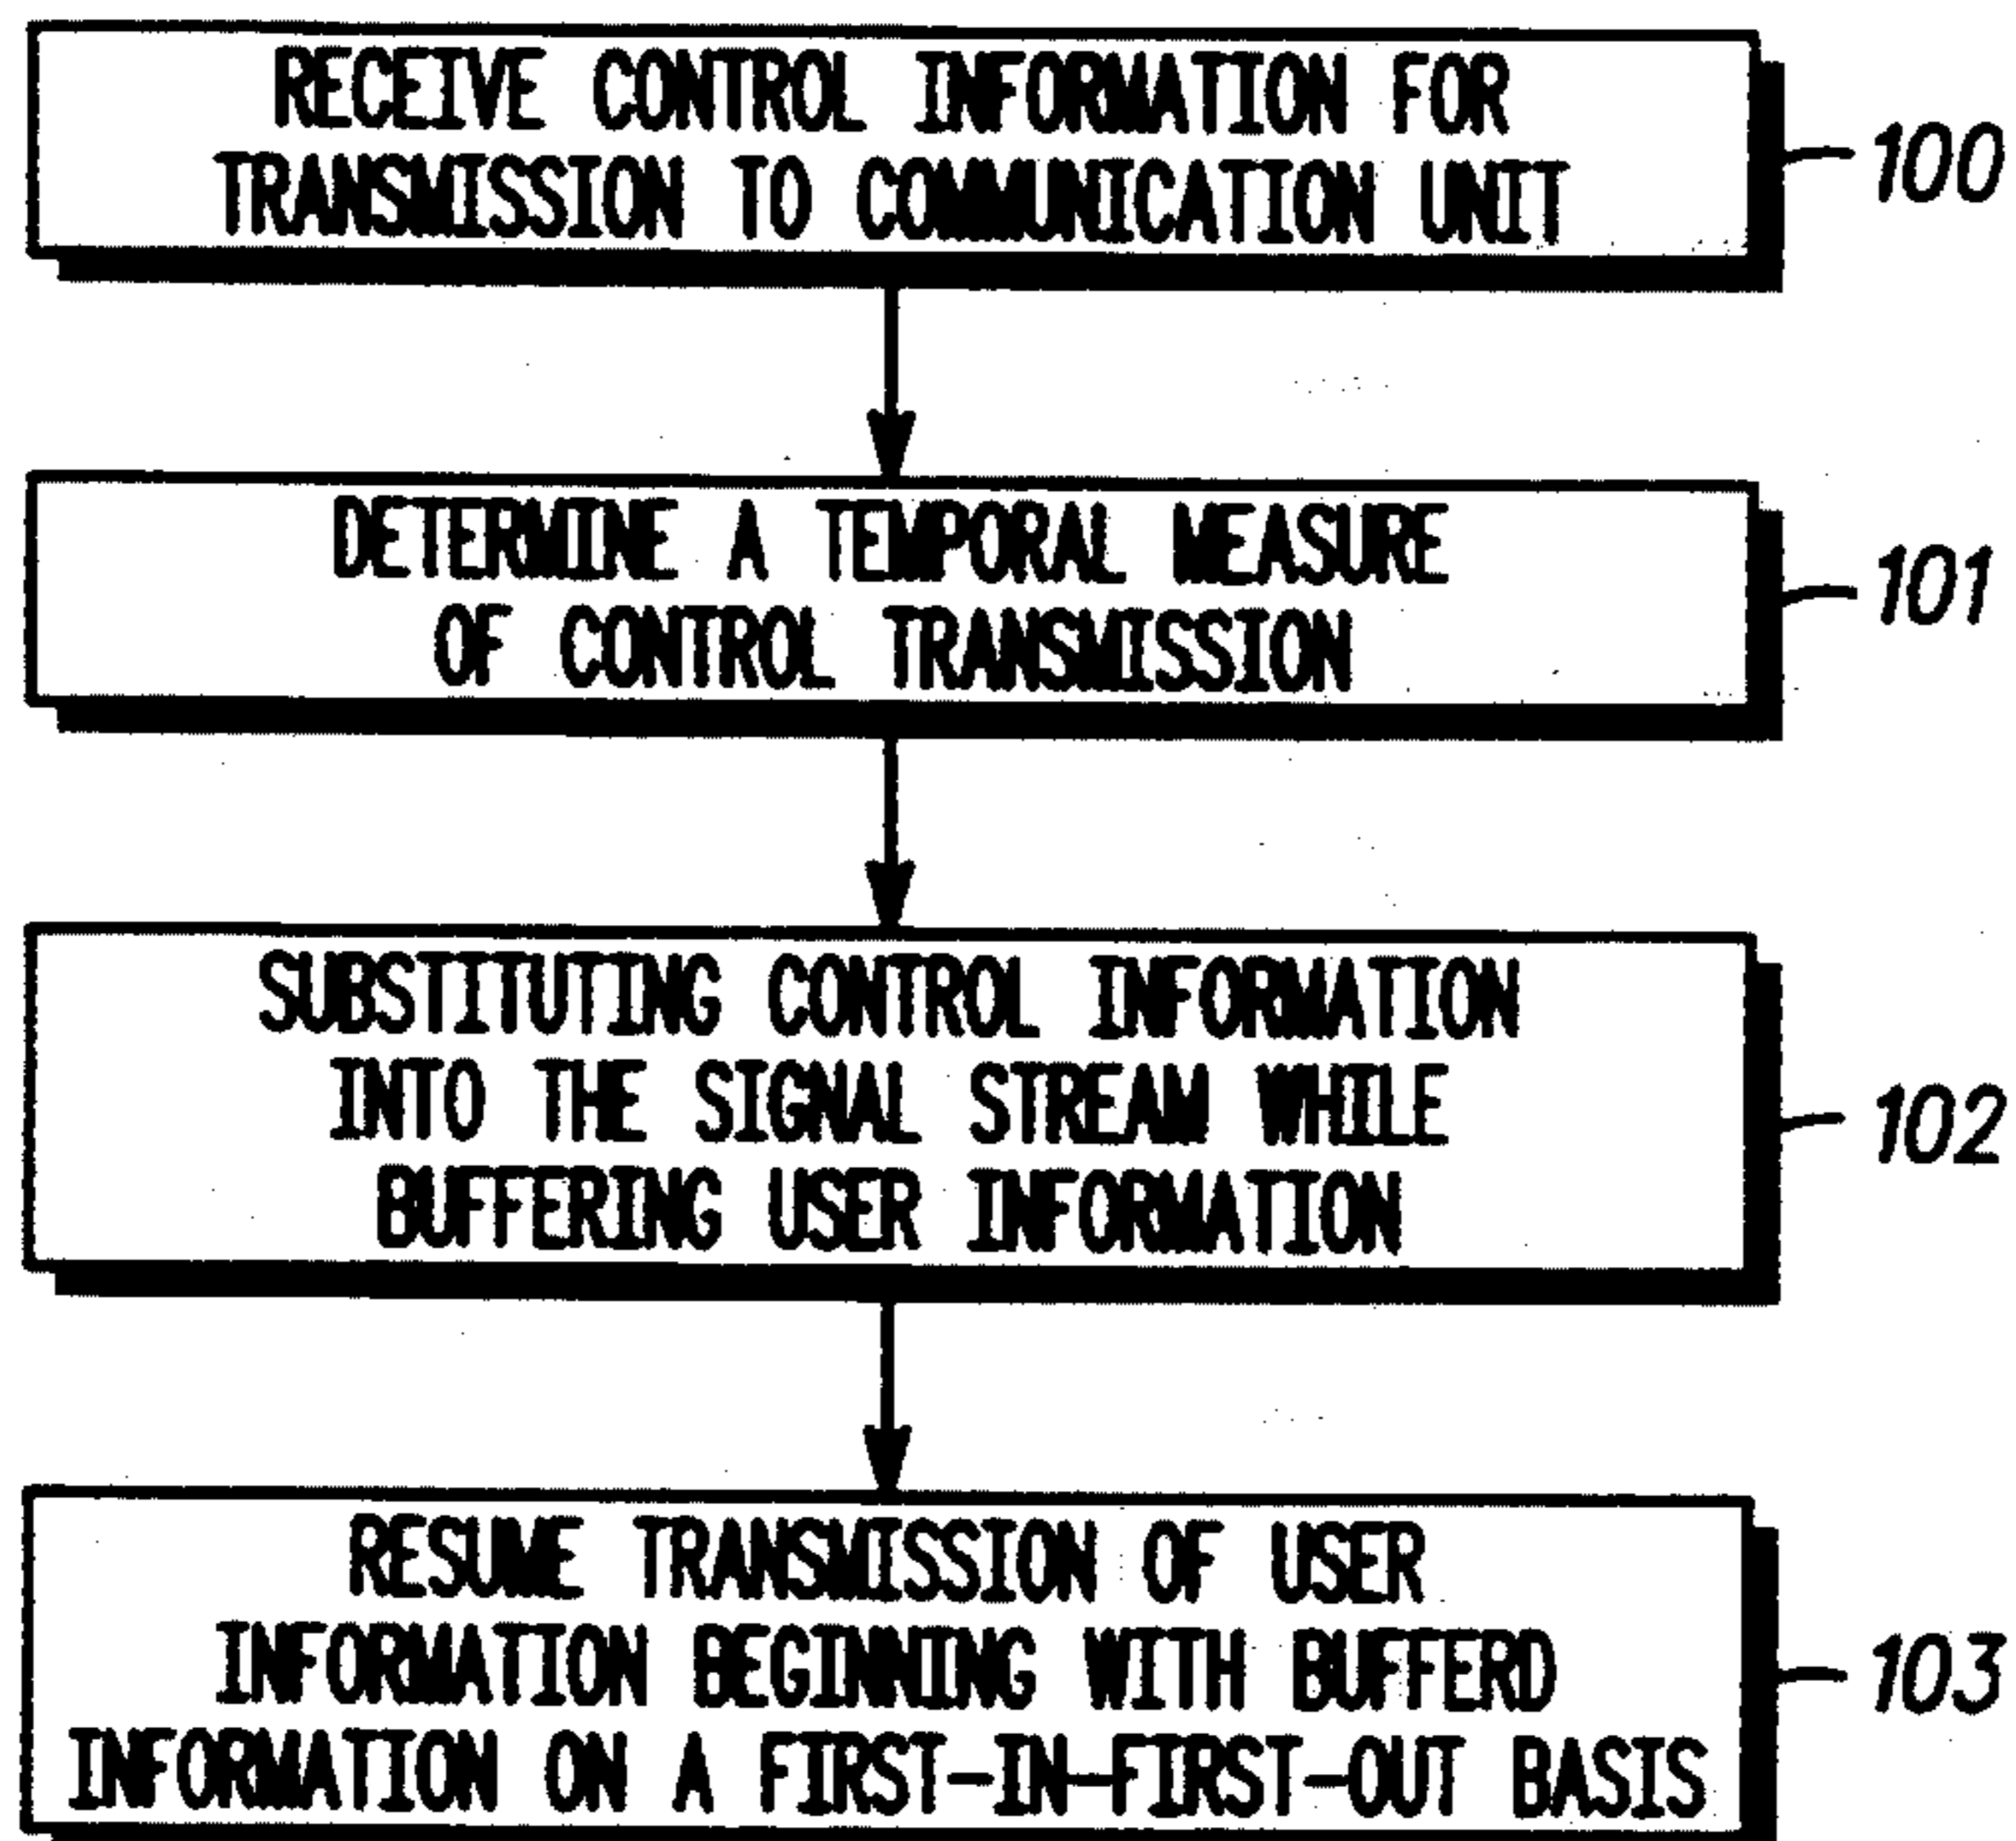 RECEIVE CONTROL INFORMATION FOR
TRANSMISSION TO COMMUNICATION UNIT
100
DETERMINE A TEMPORAL MEASURE
OF CONTROL TRANSMISSION
101
SUBSTITUTING CONTROL INFORMATION
INTO THE SIGNAL STREAM WHILE
BUFFERING USER INFORMATION
102
RESUME TRANSMISSION OF USER
INFORMATION BEGINNING WITH BUFFERD
INFORMATION ON A FIRST-IN-FIRST-OUT BASIS
103